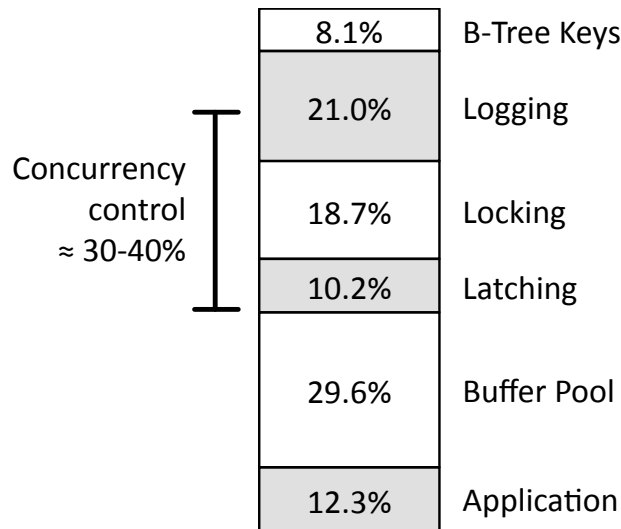 8.1% B-Tree Keys
21.0% Logging
Concurrency
control
≈ 30-40%
18.7% Locking
10.2% Latching
29.6% Buffer Pool
12.3% Application